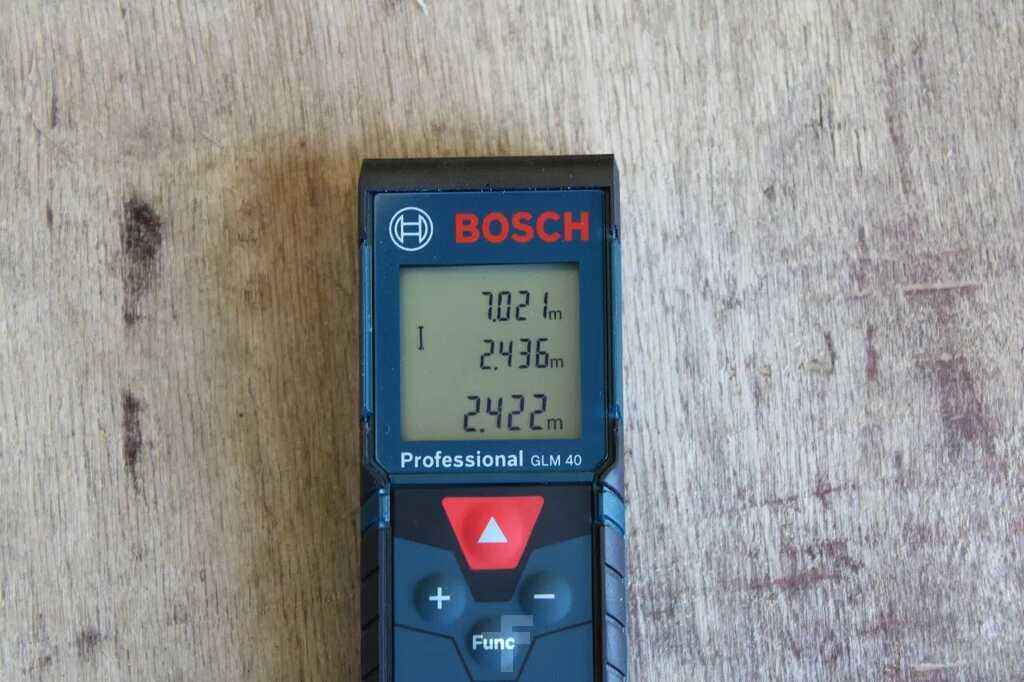 BOSCH
7.021m
2.436m
2.422m
Professional GLM 40
+ −
Func
F